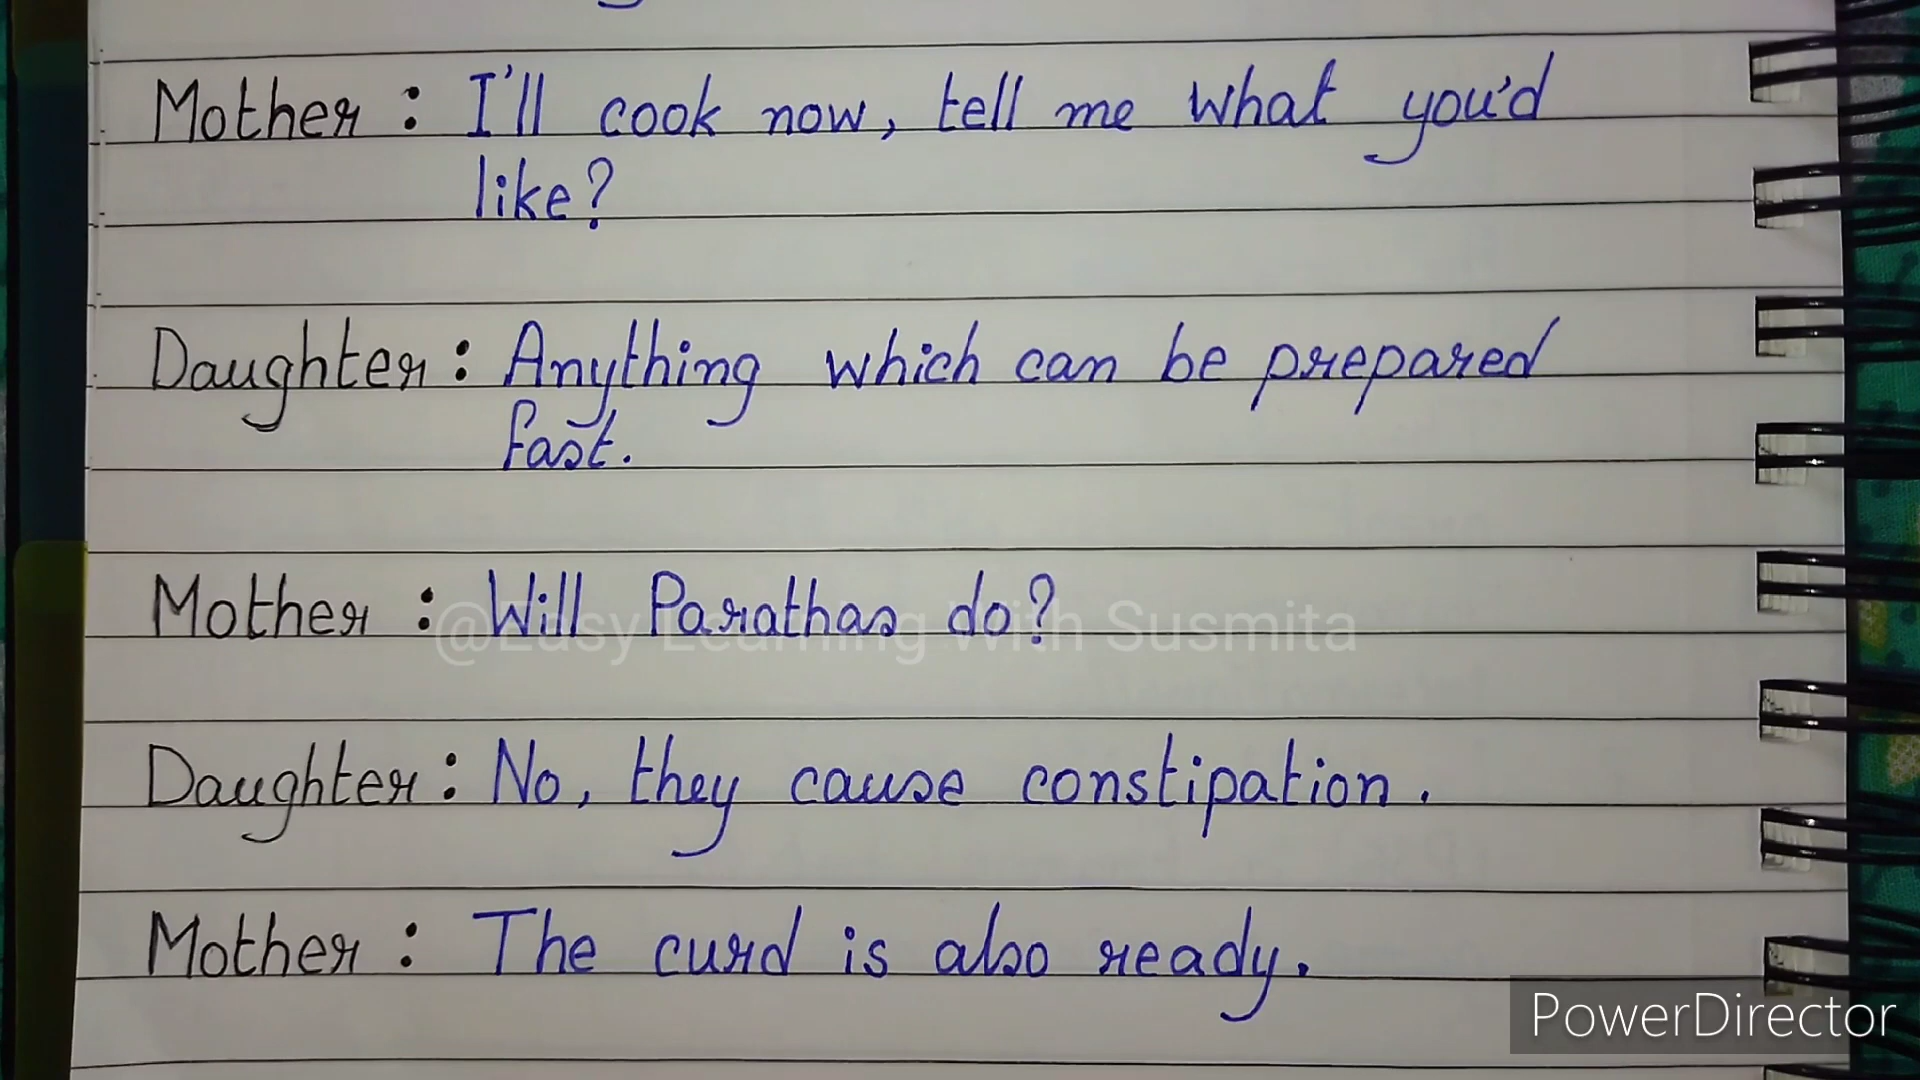 Mother : I'll cook now, tell me what you'd
like?
Daughter : Anything which can be prepared
fast.
Mother : Will Parathas do?
@Easy Learning With Susmita
Daughter : No, they cause constipation.
Mother : The curd is also ready.
PowerDirector